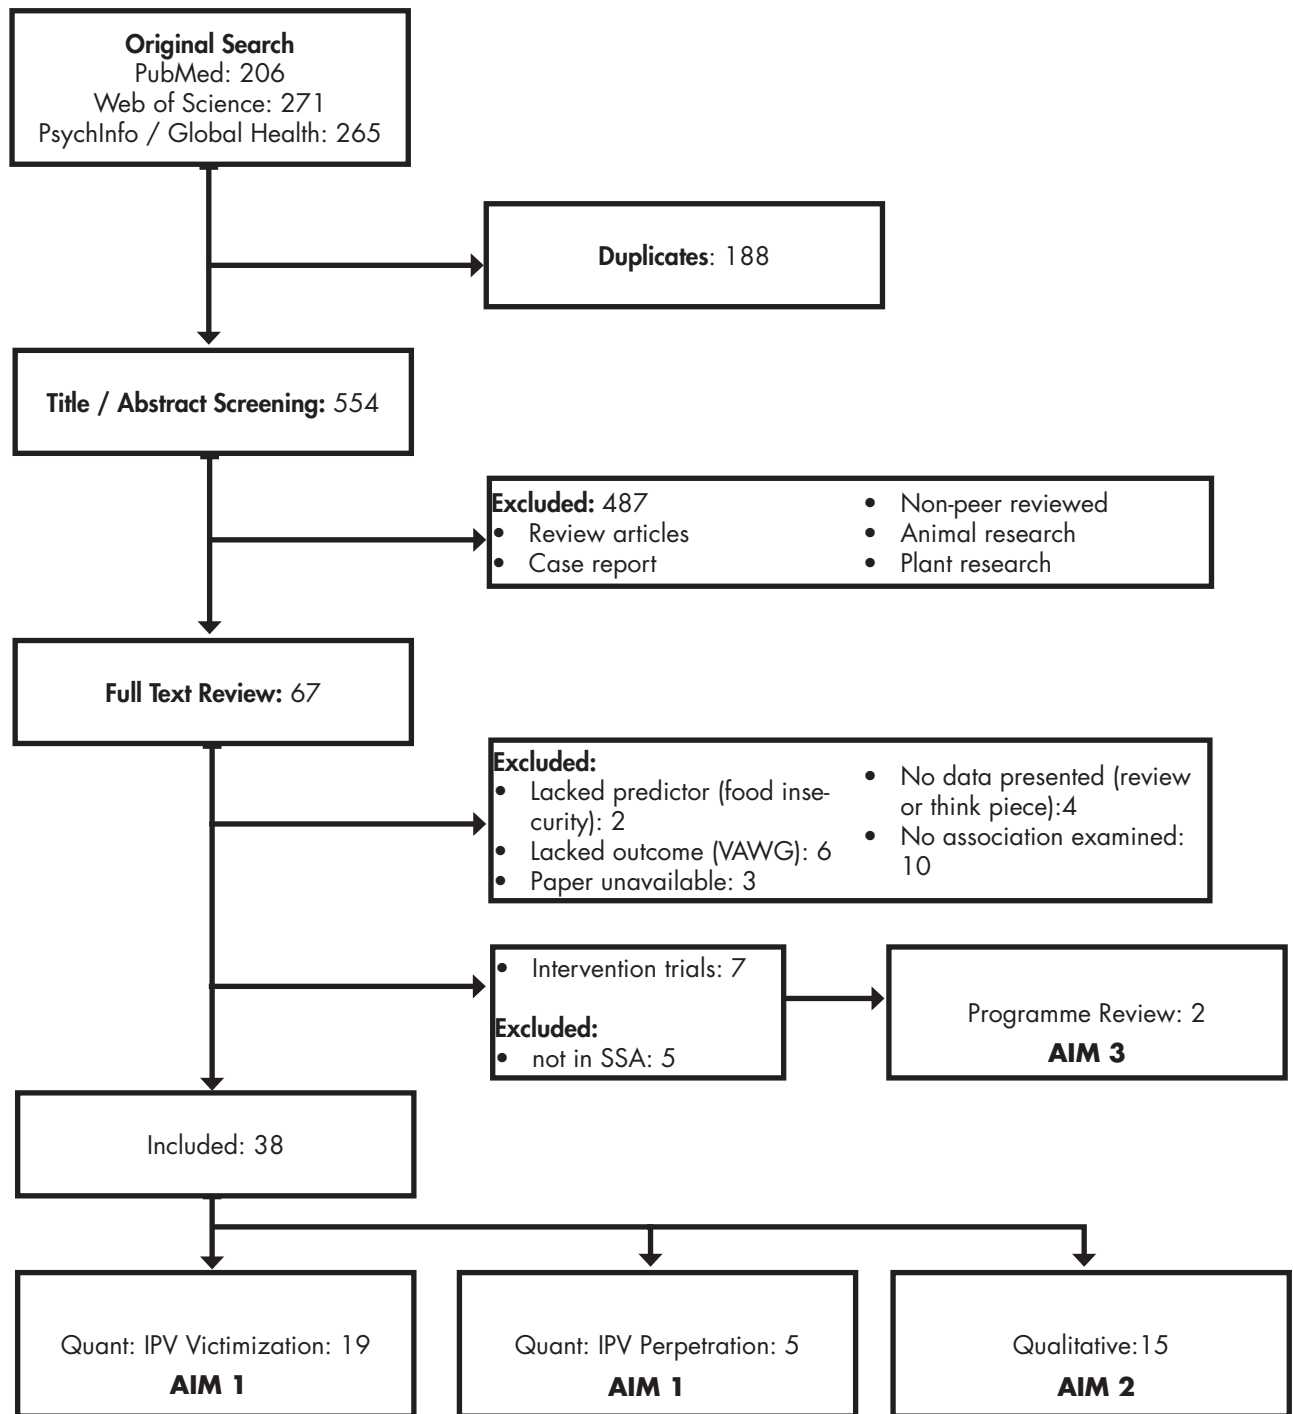 Original Search
PubMed: 206
Web of Science: 271
PsychInfo / Global Health: 265
Duplicates: 188
Title / Abstract Screening: 554
Excluded: 487
• Review articles
• Case report
• Non-peer reviewed
• Animal research
• Plant research
Full Text Review: 67
Excluded:
• Lacked predictor (food inse-
curity): 2
• Lacked outcome (VAWG): 6
• Paper unavailable: 3
• No data presented (review
or think piece):4
• No association examined:
10
• Intervention trials: 7
Excluded:
• not in SSA: 5
Programme Review: 2
AIM 3
Included: 38
Quant: IPV Victimization: 19
AIM 1
Quant: IPV Perpetration: 5
AIM 1
Qualitative:15
AIM 2